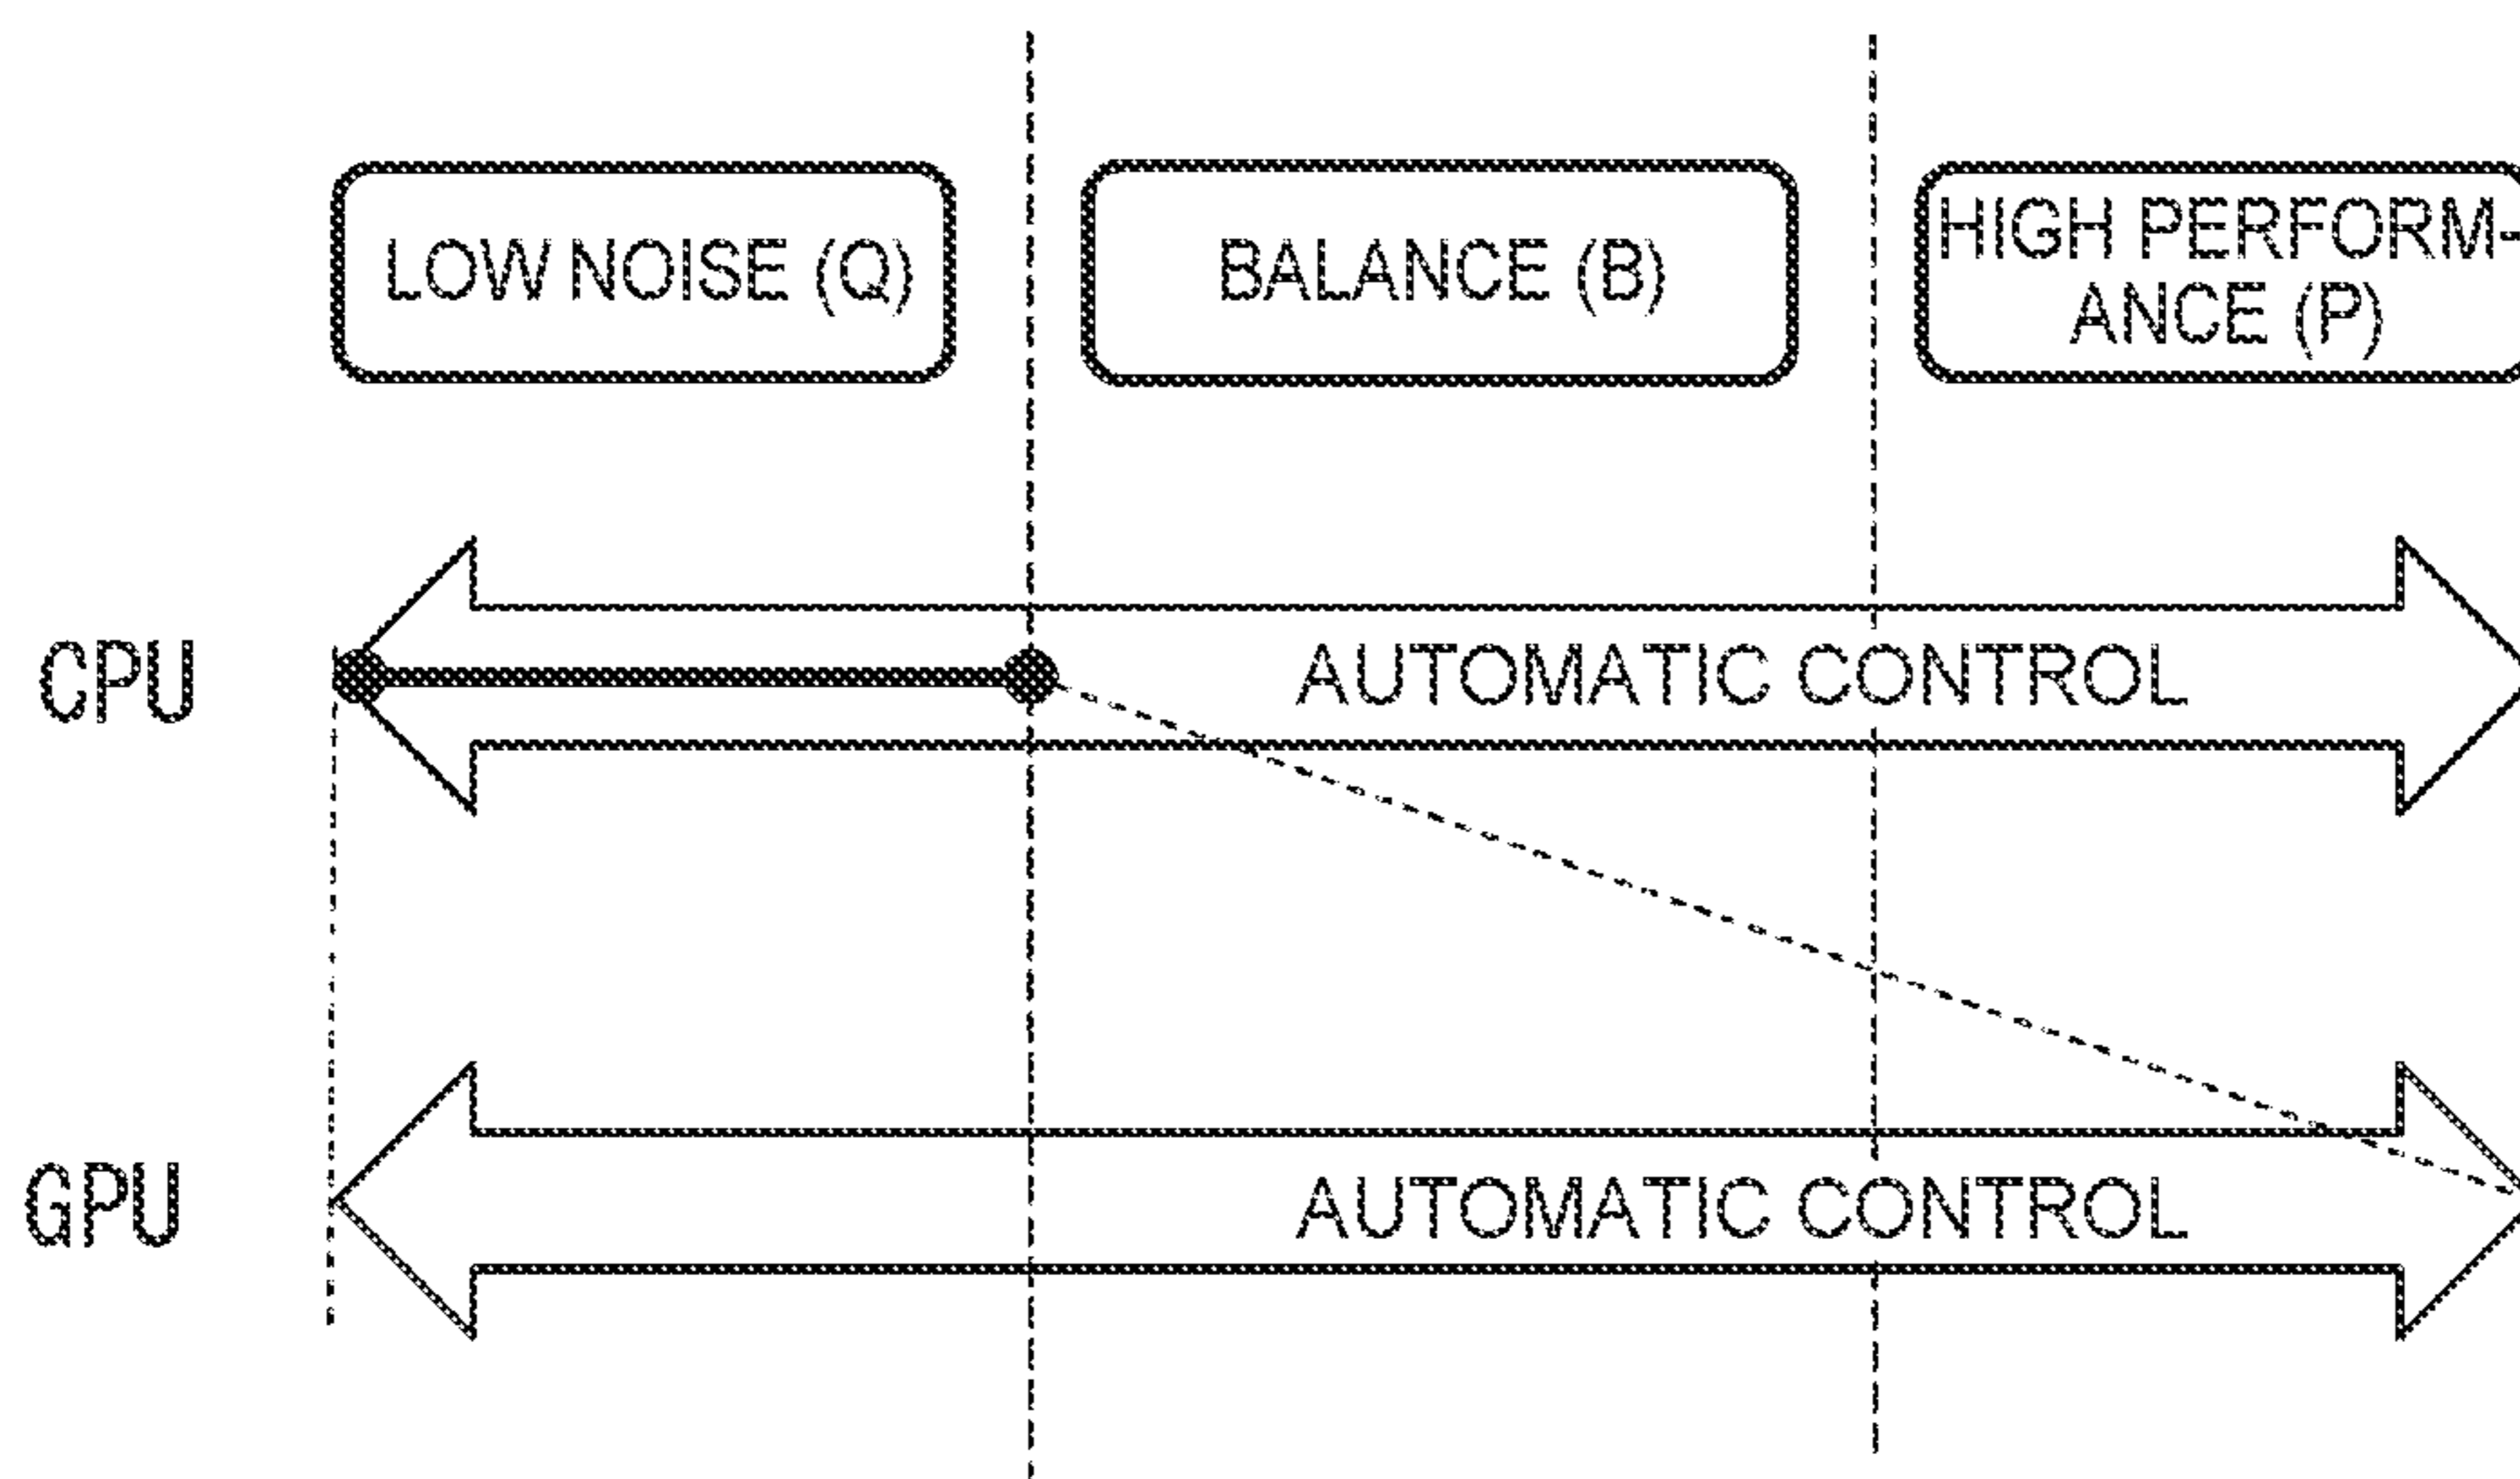 LOW NOISE (Q)
BALANCE (B)
HIGH PERFORM-
ANCE (P)
CPU
AUTOMATIC CONTROL
GPU
AUTOMATIC CONTROL